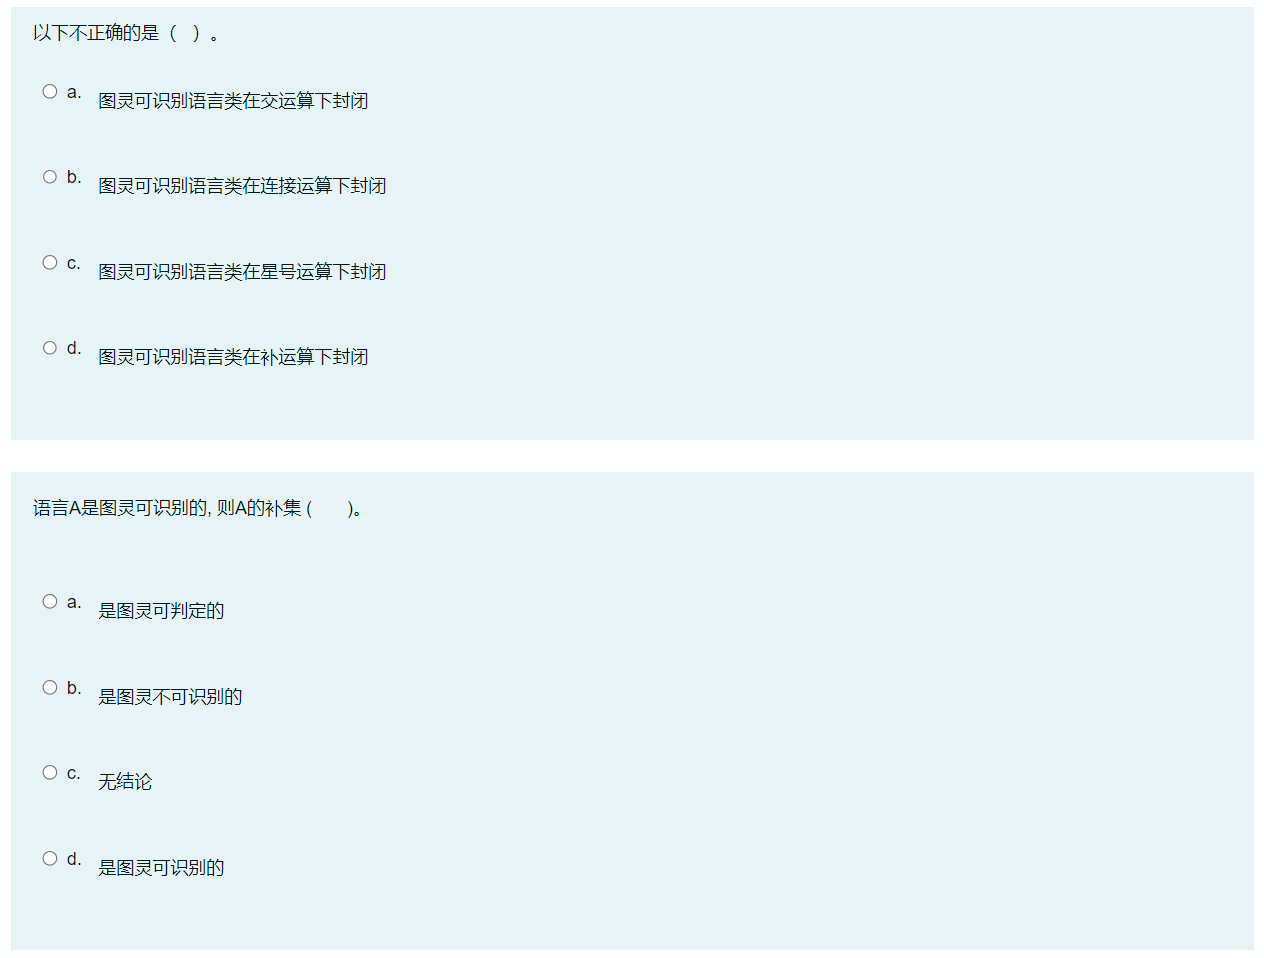 以下不正确的是（  ）。
a. 图灵可识别语言类在交运算下封闭
b. 图灵可识别语言类在连接运算下封闭
c. 图灵可识别语言类在星号运算下封闭
d. 图灵可识别语言类在补运算下封闭
语言A是图灵可识别的, 则A的补集 (  )。
a. 是图灵可判定的
b. 是图灵不可识别的
c. 无结论
d. 是图灵可识别的